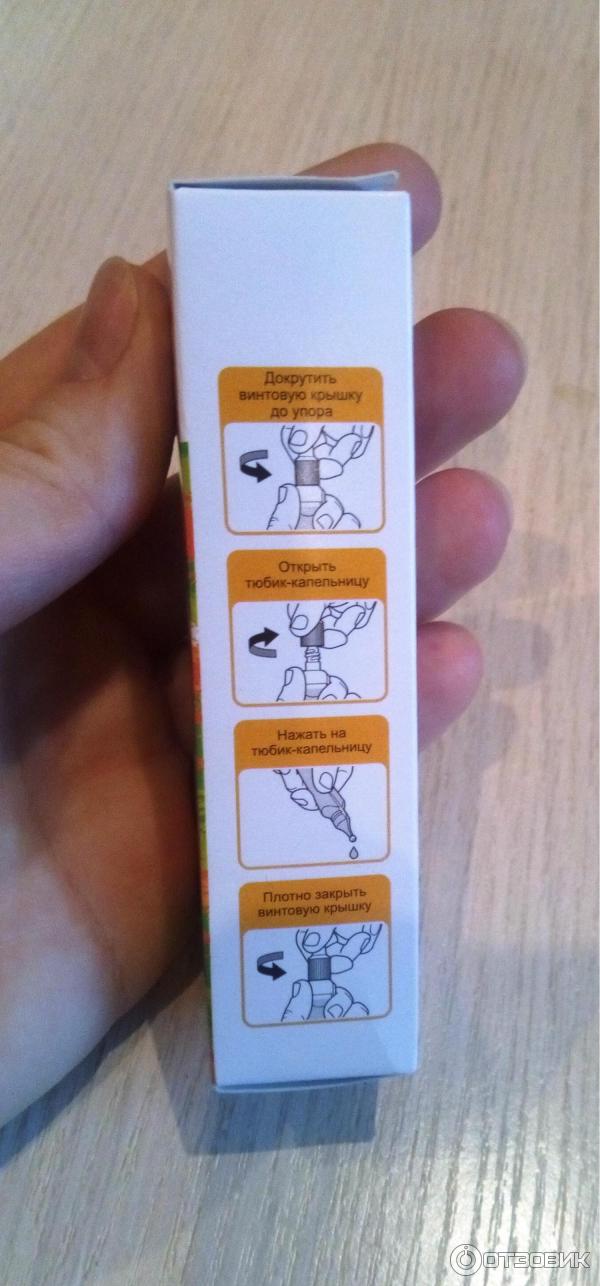 Докрутить
винтовую крышку
до упора
Открыть
тюбик-капельницу
Нажать на
тюбик-капельницу
Плотно закрыть
винтовую крышку
ОТЗОВИК